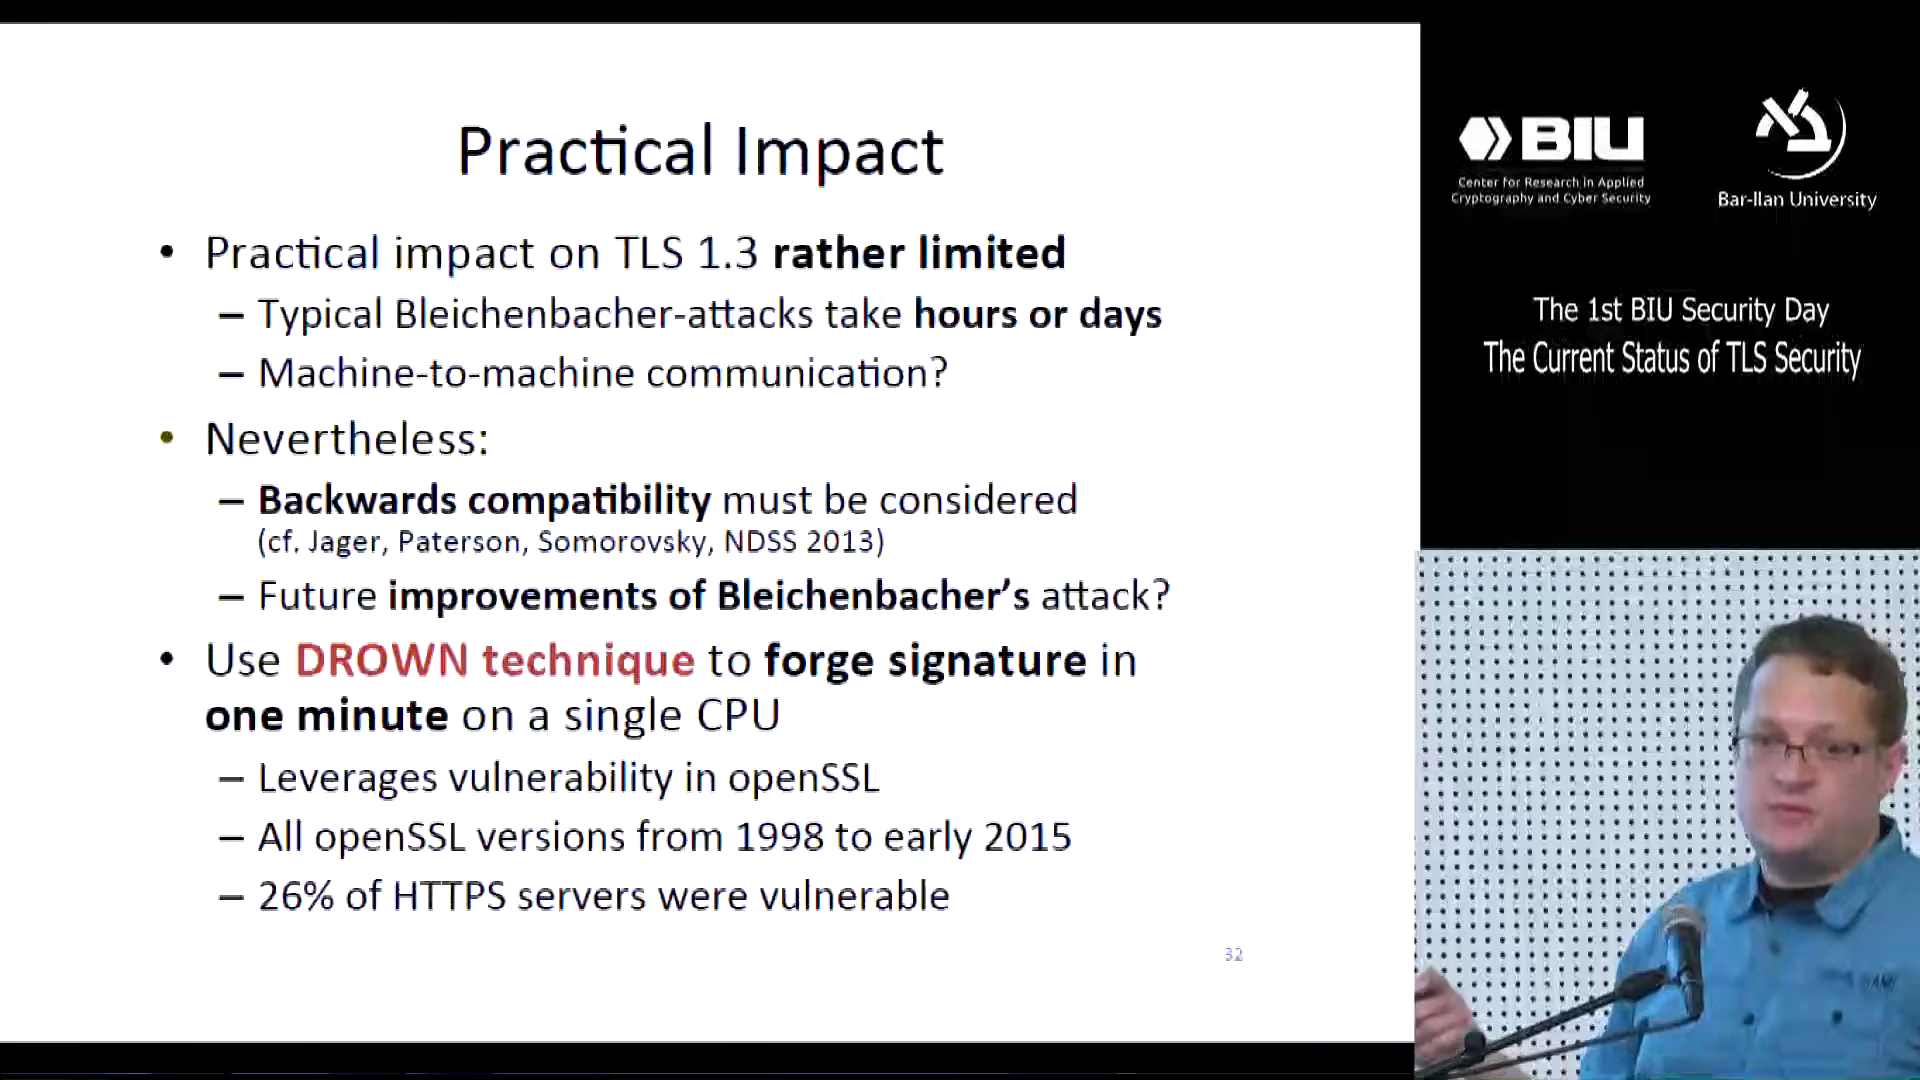 Practical Impact
• Practical impact on TLS 1.3 rather limited
– Typical Bleichenbacher-attacks take hours or days
– Machine-to-machine communication?
• Nevertheless:
– Backwards compatibility must be considered
(cf. Jager, Paterson, Somorovsky, NDSS 2013)
– Future improvements of Bleichenbacher’s attack?
• Use DROWN technique to forge signature in
one minute on a single CPU
– Leverages vulnerability in openSSL
– All openSSL versions from 1998 to early 2015
– 26% of HTTPS servers were vulnerable
32
BIU
Center for Research in Applied
Cryptography and Cyber Security
Bar-Ilan University
The 1st BIU Security Day
The Current Status of TLS Security